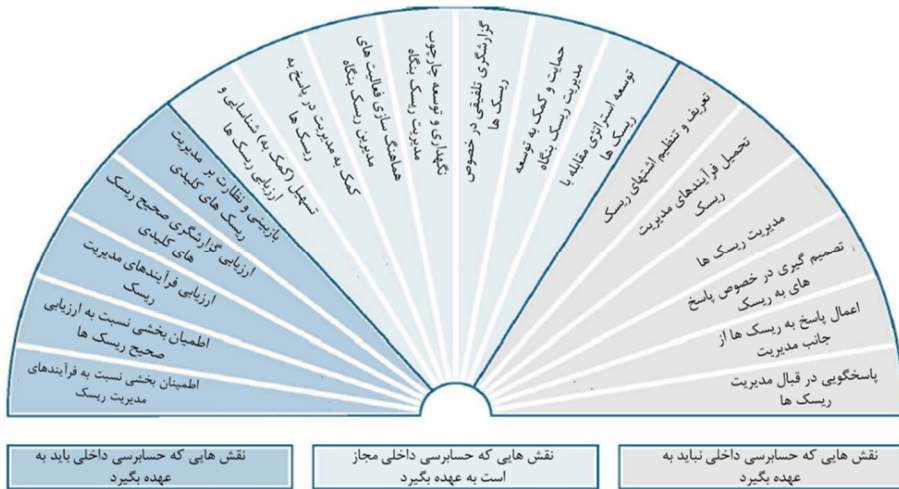 اطمینان بخشی نسبت به فرآیندهای
مدیریت ریسک
اطمیان بخشی نسبت به ارزیابی
صحیح ریسک ها
ارزیابی فرآیندهای مدیریت
ریسک
ارزیابی گزارشگری صحیح ریسک
های کلیدی
بازبینی و نظارت بر مدیریت
ریسک های کلیدی
تسهیل (کمک به) شناسایی و
ارزیابی ریسک ها
کمک به مدیریت در پاسخ به
ریسک ها
هماهنگ سازی فعالیت های
مدیرین ریسک بنگاه
نگهداری و توسعه چارچوب
مدیریت ریسک بنگاه
گزارشگری تلفیقی در خصوص
ریسک ها
حمایت و کمک به توسعه
مدیریت ریسک بنگاه
توسعه استراتژی مقابله با
ریسک ها
تعریف و تنظیم اشتهای ریسک
تحمیل فرآیندهای مدیریت
ریسک
مدیریت ریسک ها
تصمیم گیری در خصوص پاسخ
های به ریسک
اعمال پاسخ به ریسک ها از
جانب مدیریت
پاسخگویی در قبال مدیریت
ریسک ها
نقش هایی که حسابرسی داخلی باید به
عهده بگیرد
نقش هایی که حسابرسی داخلی مجاز
است به عهده بگیرد
نقش هایی که حسابرسی داخلی نباید به
عهده بگیرد